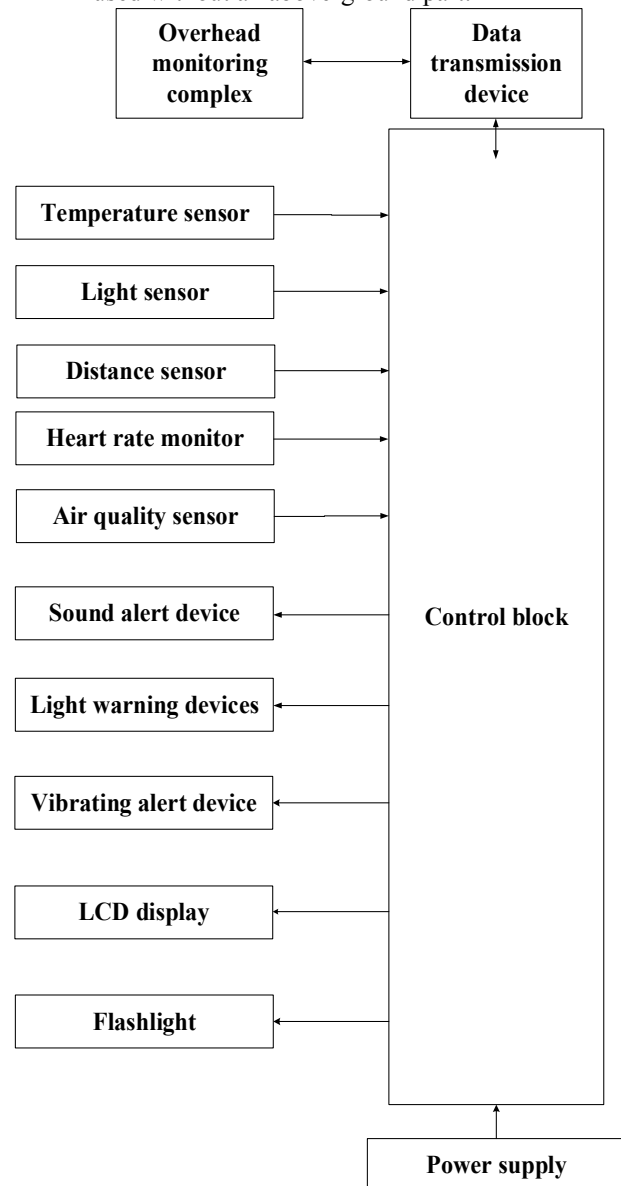 Overhead
monitoring
complex
Data
transmission
device
Temperature sensor
Light sensor
Distance sensor
Heart rate monitor
Air quality sensor
Sound alert device
Light warning devices
Vibrating alert device
LCD display
Flashlight
Control block
Power supply